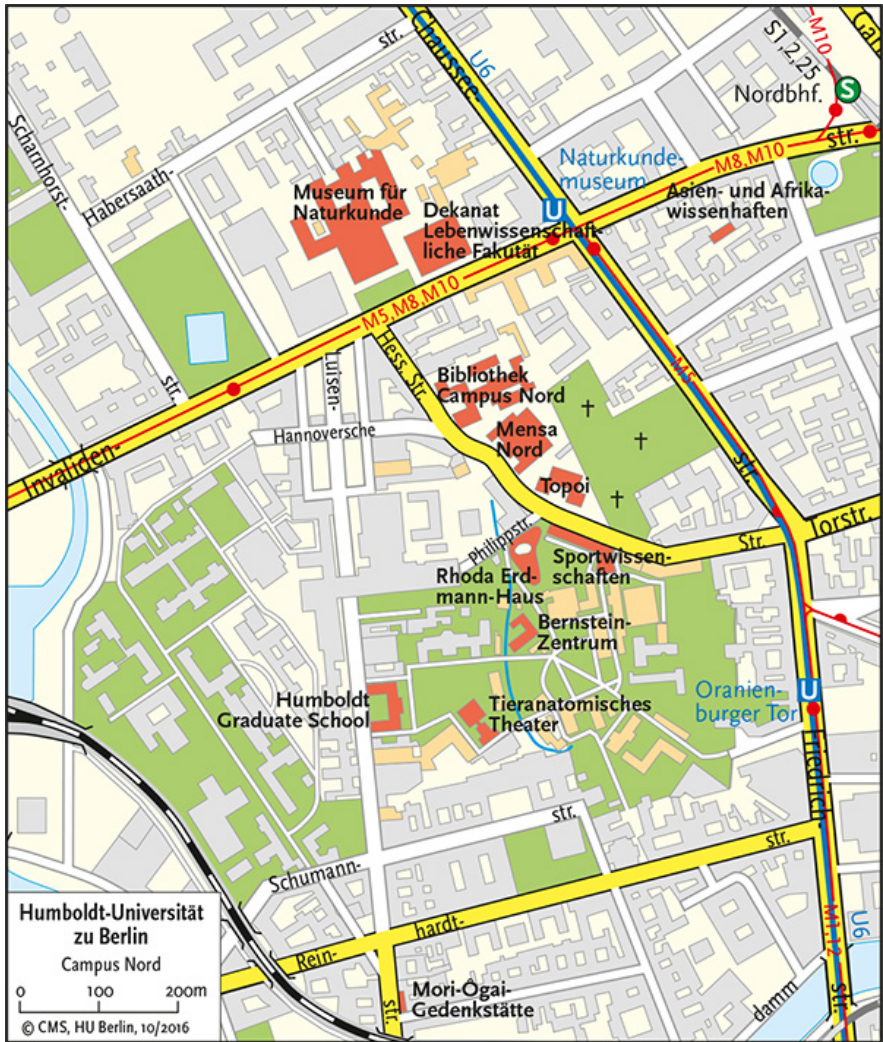 Chaussee-
U6
str.
M10
S1,2,25
Gar
S
Nordbhf.
Scharnhorst-
Habersaath-
Naturkunde-
museum
U
M8,M10
str.
Museum für
Naturkunde
Dekanat
Lebenwissenschaft-
liche Fakutät
Asien- und Afrika-
wissenhaften
M5,M8,M10
Hess. Str.
Luisen-
str.
M5
Bibliothek
Campus Nord
Hannoversche
Mensa
Nord
Invaliden-
str.
Topoi
Torstr.
Str.
Philippstr.
Sportwissen-
schaften
Rhoda Erd-
mann-Haus
Bernstein-
Zentrum
Humboldt
Graduate School
Tieranatomisches
Theater
U
Oranien-
burger Tor
Friedrich-
str.
str.
Schumann-
hardt-
Rein-
M1,12
U6
str.
Mori-Ôgai-
Gedenkstätte
str.
damm
Humboldt-Universität
zu Berlin
Campus Nord
0 100 200m
© CMS, HU Berlin, 10/2016